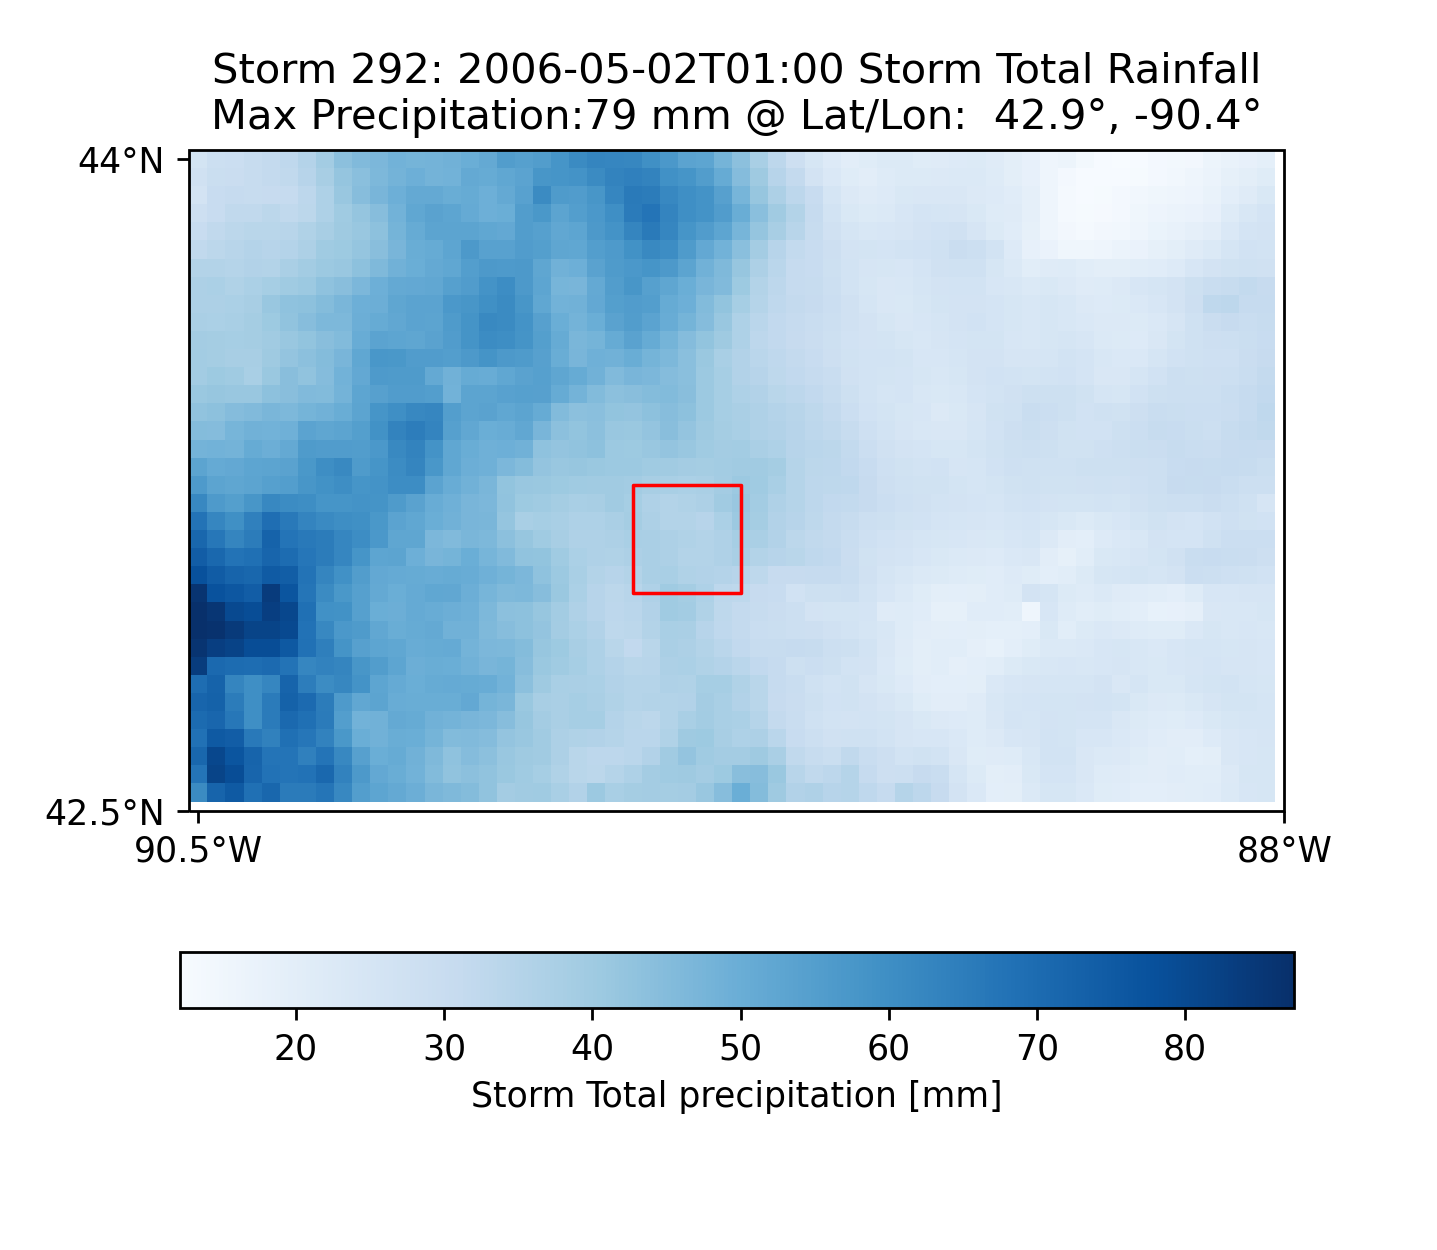 Storm 292: 2006-05-02T01:00 Storm Total Rainfall
Max Precipitation:79 mm @ Lat/Lon:  42.9°, -90.4°
44°N
42.5°N
90.5°W 88°W
20 30 40 50 60 70 80
Storm Total precipitation [mm]